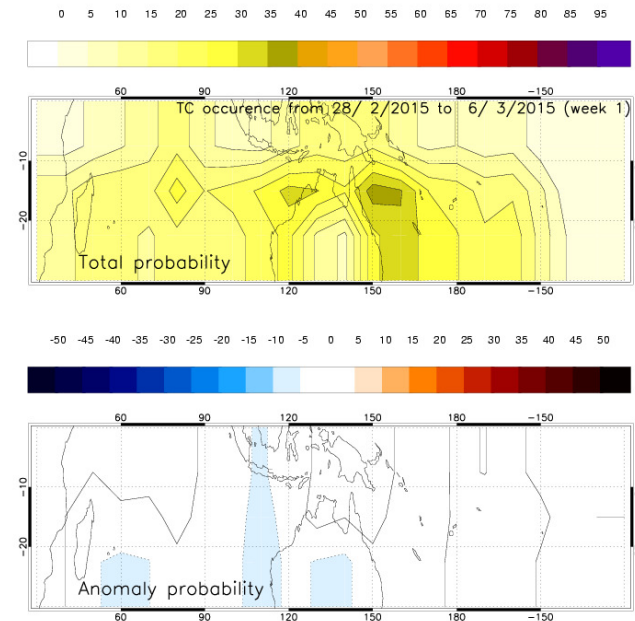 0 5 10 15 20 25 30 35 40 45 50 55 60 65 70 75 80 85 95
60 90 120 150 180 -150
TC occurence from 28/ 2/2015 to 6/ 3/2015 (week 1)
-10
-20
Total probability
60 90 120 150 180 -150
-50 -45 -40 -35 -30 -25 -20 -15 -10 -5 0 5 10 15 20 25 30 35 40 45 50
60 90 120 150 180 -150
-10
-20
Anomaly probability
60 90 120 150 180 -150